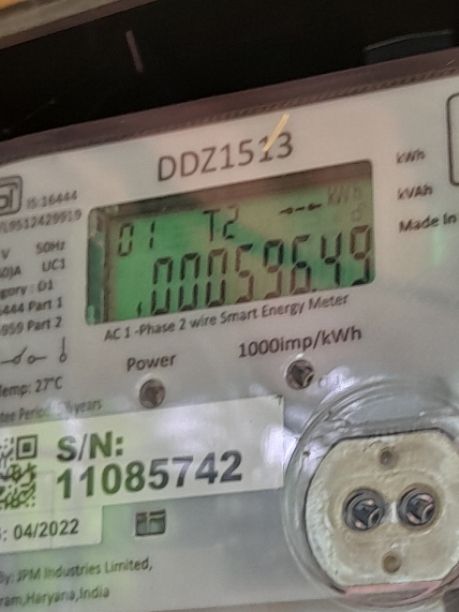 DDZ1513
IS:16444
kWh
kVAh
Made In
V 50Hz
UC1
01 T2 kWh
00059649
444 Part 1
959 Part 2
AC 1 -Phase 2 wire Smart Energy Meter
Power
1000imp/kWh
Temp: 27°C
years
S/N:
11085742
: 04/2022
By: JPM Industries Limited,
ram,Haryana,India